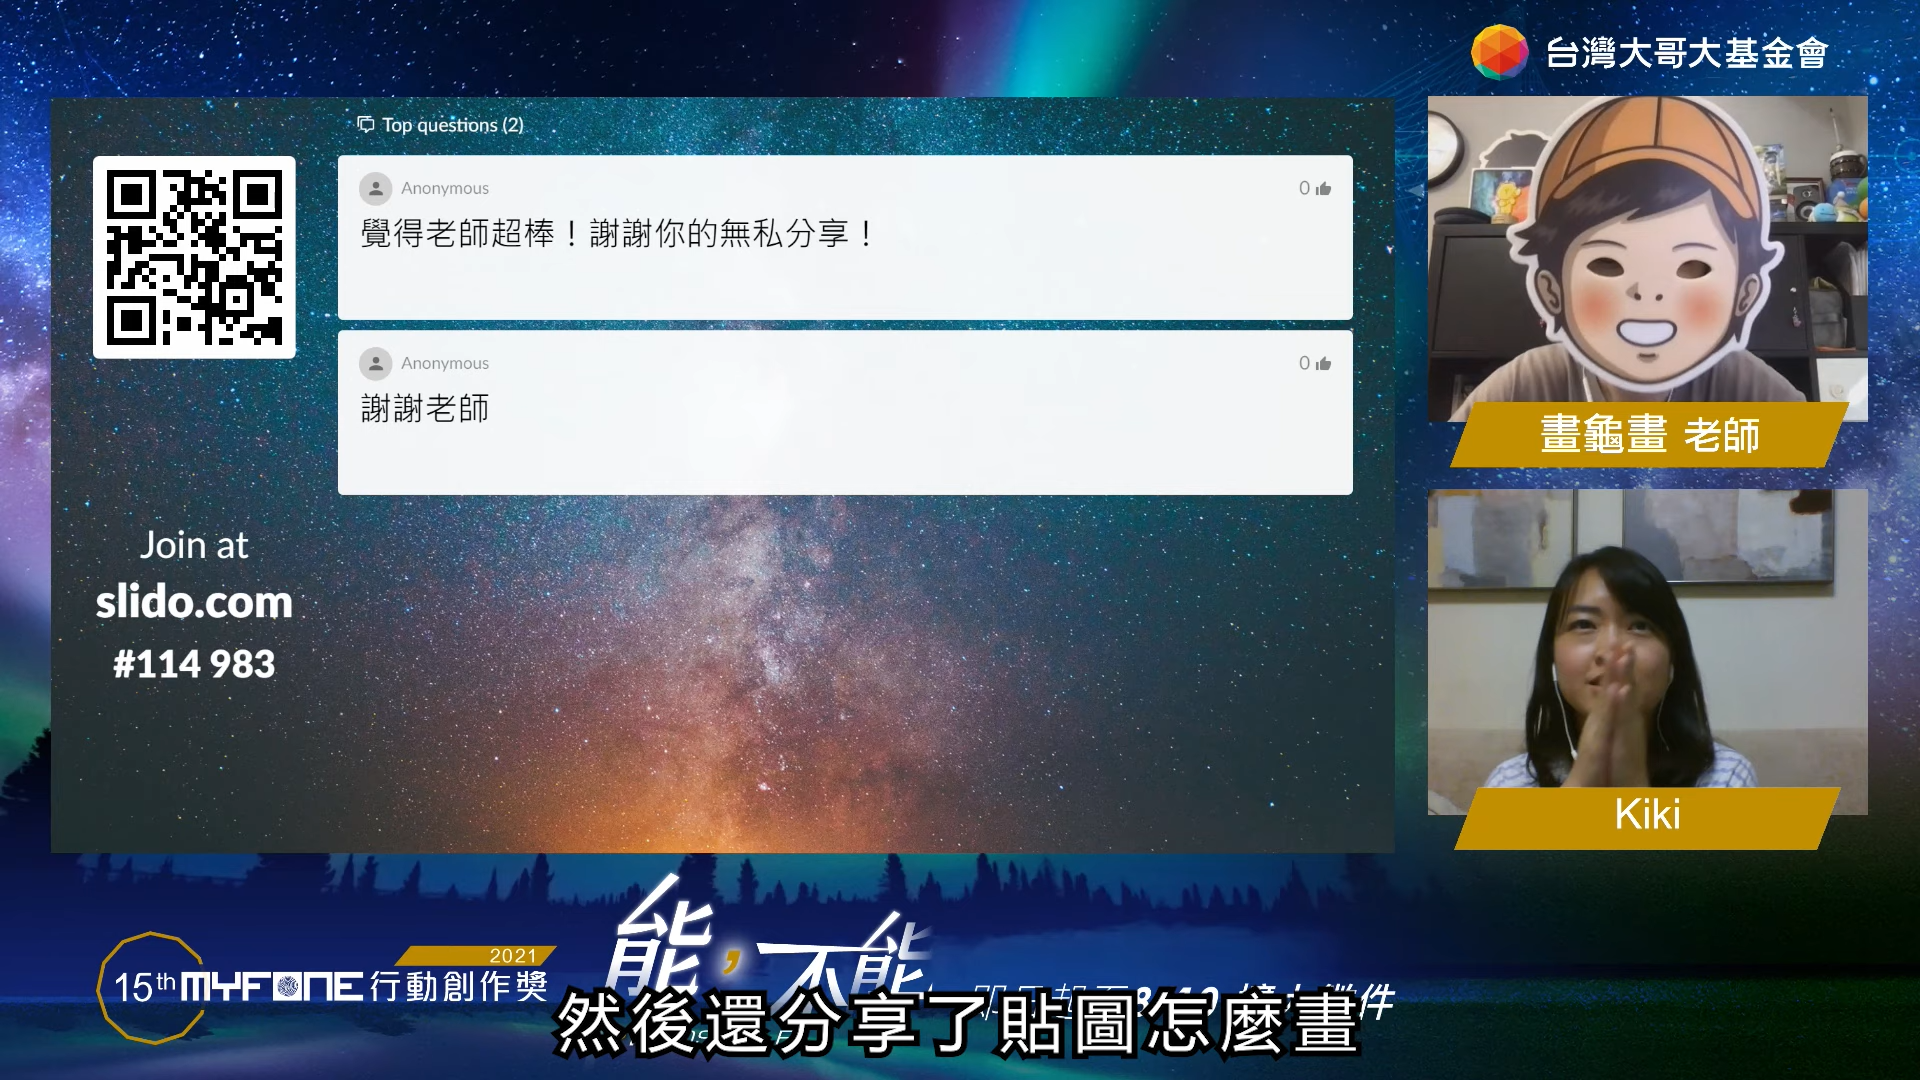 台灣大哥大基金會
Top questions (2)
Anonymous
0
覺得老師超棒！謝謝你的無私分享！
Anonymous
0
謝謝老師
Join at
slido.com
#114 983
畫龜畫 老師
Kiki
2021
15th MYFONE 行動創作獎
能，不能
然後還分享了貼圖怎麼畫